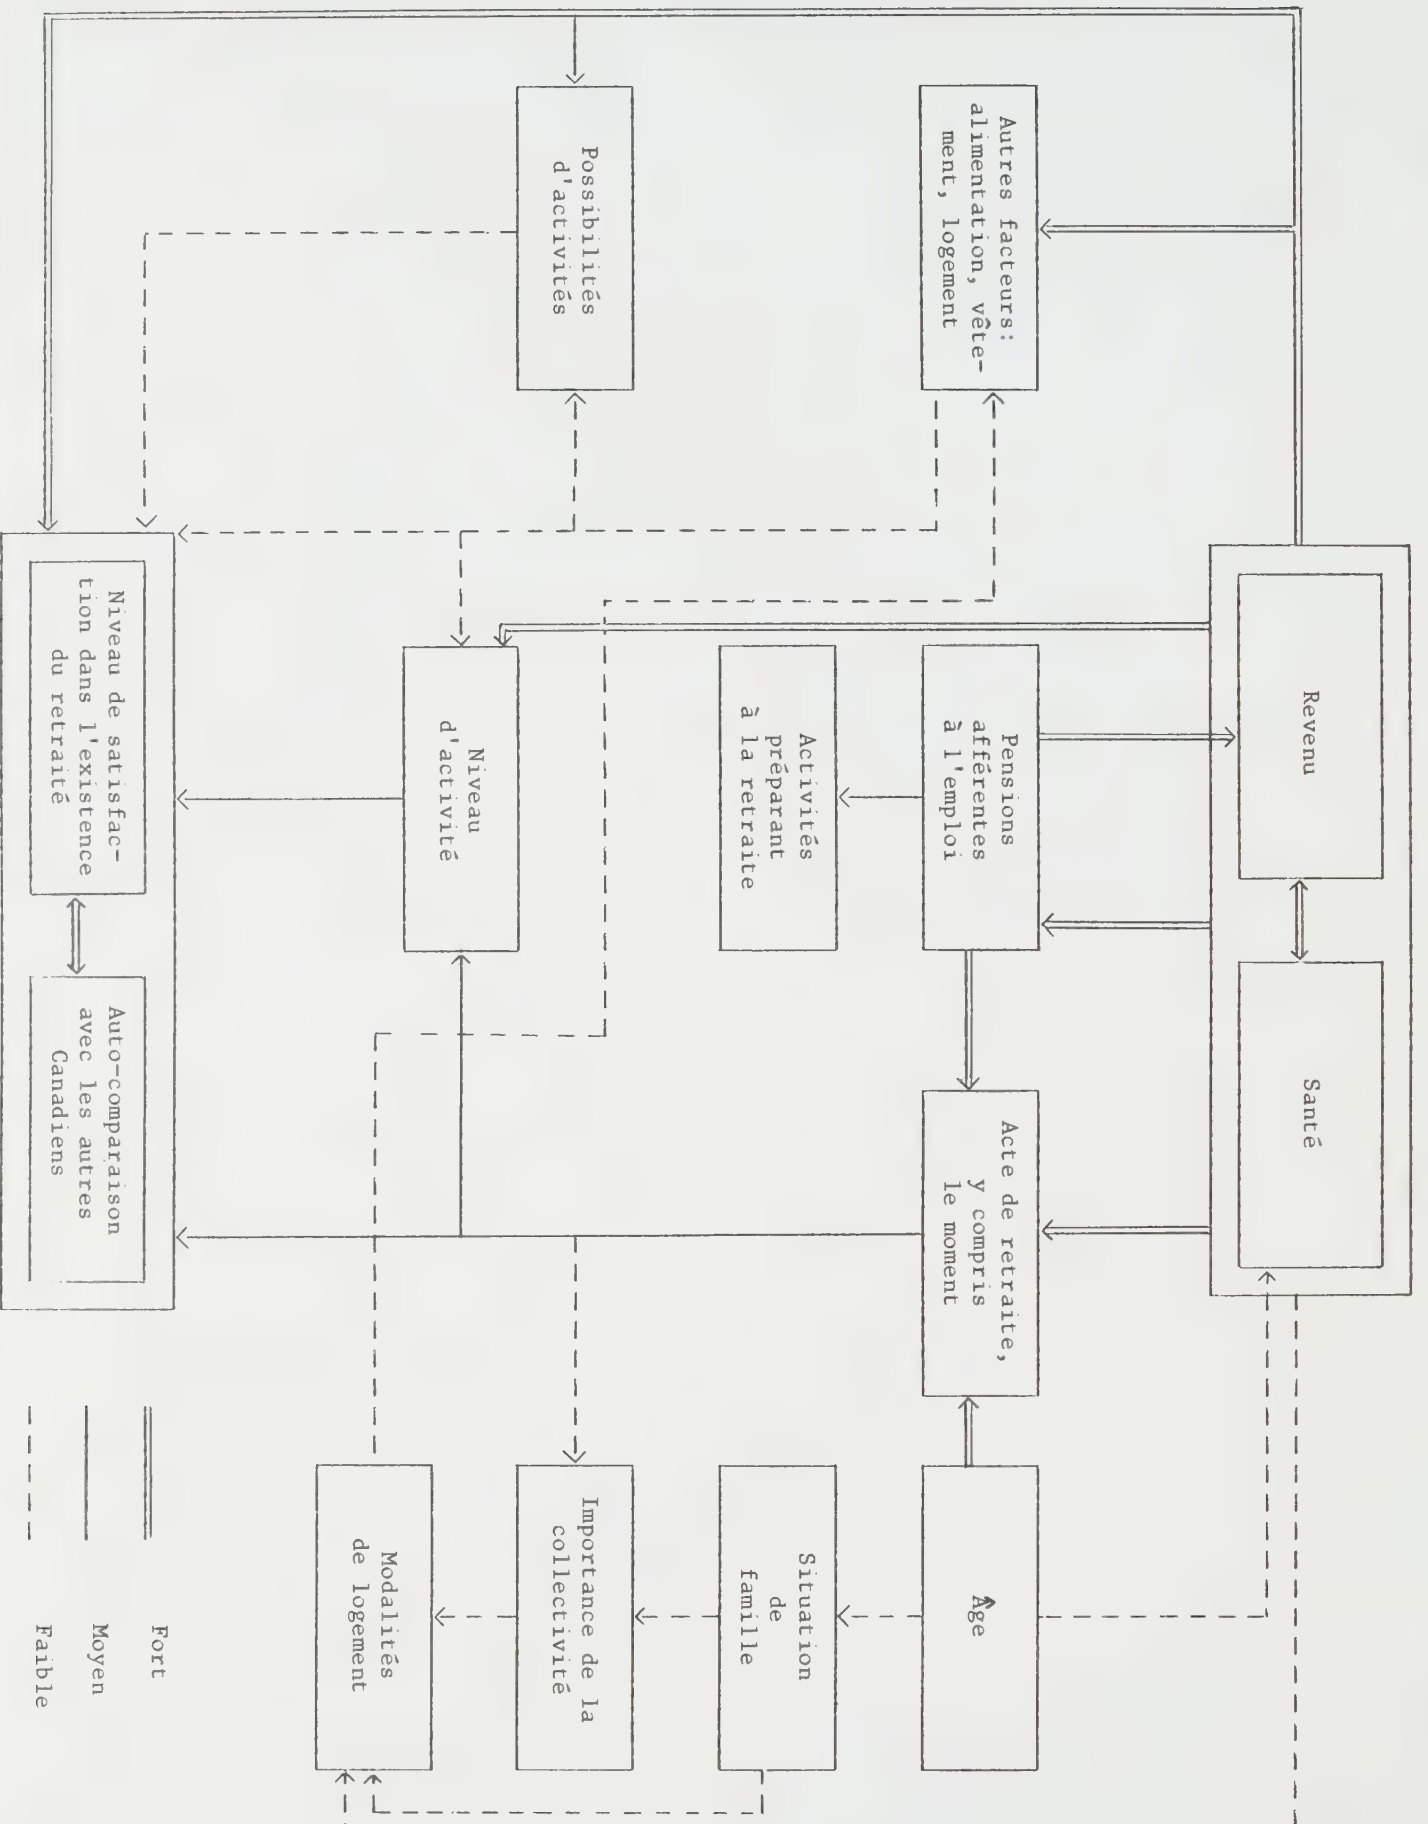 Revenu
Santé
Autres facteurs:
alimentation, vête-
ment, logement
Pensions
afférentes
à l'emploi
Acte de retraite,
y compris
le moment
Âge
Activités
préparant
à la retraite
Situation
de
famille
Possibilités
d'activités
Importance de la
collectivité
Niveau
d'activité
Modalités
de logement
Niveau de satisfac-
tion dans l'existence
du retraité
Auto-comparaison
avec les autres
Canadiens
Fort
Moyen
Faible